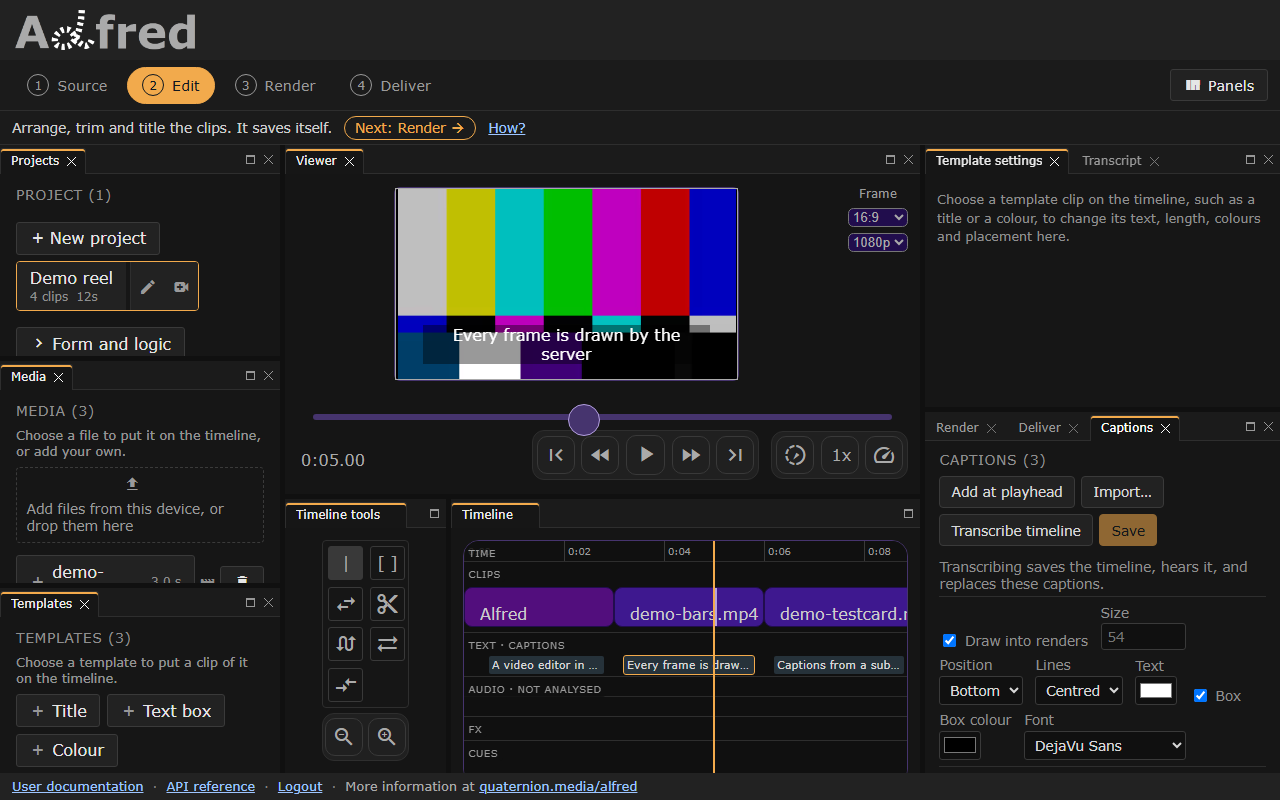 Alfred
1 Source
2 Edit
3 Render
4 Deliver
Panels
Arrange, trim and title the clips. It saves itself.
Next: Render →
How?
Projects
PROJECT (1)
+ New project
Demo reel
4 clips 12s
Form and logic
Media
MEDIA (3)
Choose a file to put it on the timeline,
or add your own.
Add files from this device, or
drop them here
+ demo-
3.0 s
Templates
TEMPLATES (3)
Choose a template to put a clip of it
on the timeline.
+ Title
+ Text box
+ Colour
Viewer
Every frame is drawn by the
server
Frame
16:9
1080p
0:05.00
1x
Timeline tools
[ ]
Timeline
TIME
0:02
0:04
0:06
0:08
CLIPS
Alfred
demo-bars.mp4
demo-testcard.
TEXT · CAPTIONS
A video editor in ...
Every frame is draw...
Captions from a sub...
AUDIO · NOT ANALYSED
FX
CUES
Template settings
Transcript
Choose a template clip on the timeline, such as a
title or a colour, to change its text, length, colours
and placement here.
Render
Deliver
Captions
CAPTIONS (3)
Add at playhead
Import...
Transcribe timeline
Save
Transcribing saves the timeline, hears it, and
replaces these captions.
Draw into renders
Size
54
Position
Bottom
Lines
Centred
Text
Box
Box colour
Font
DejaVu Sans
User documentation · API reference · Logout · More information at quaternion.media/alfred